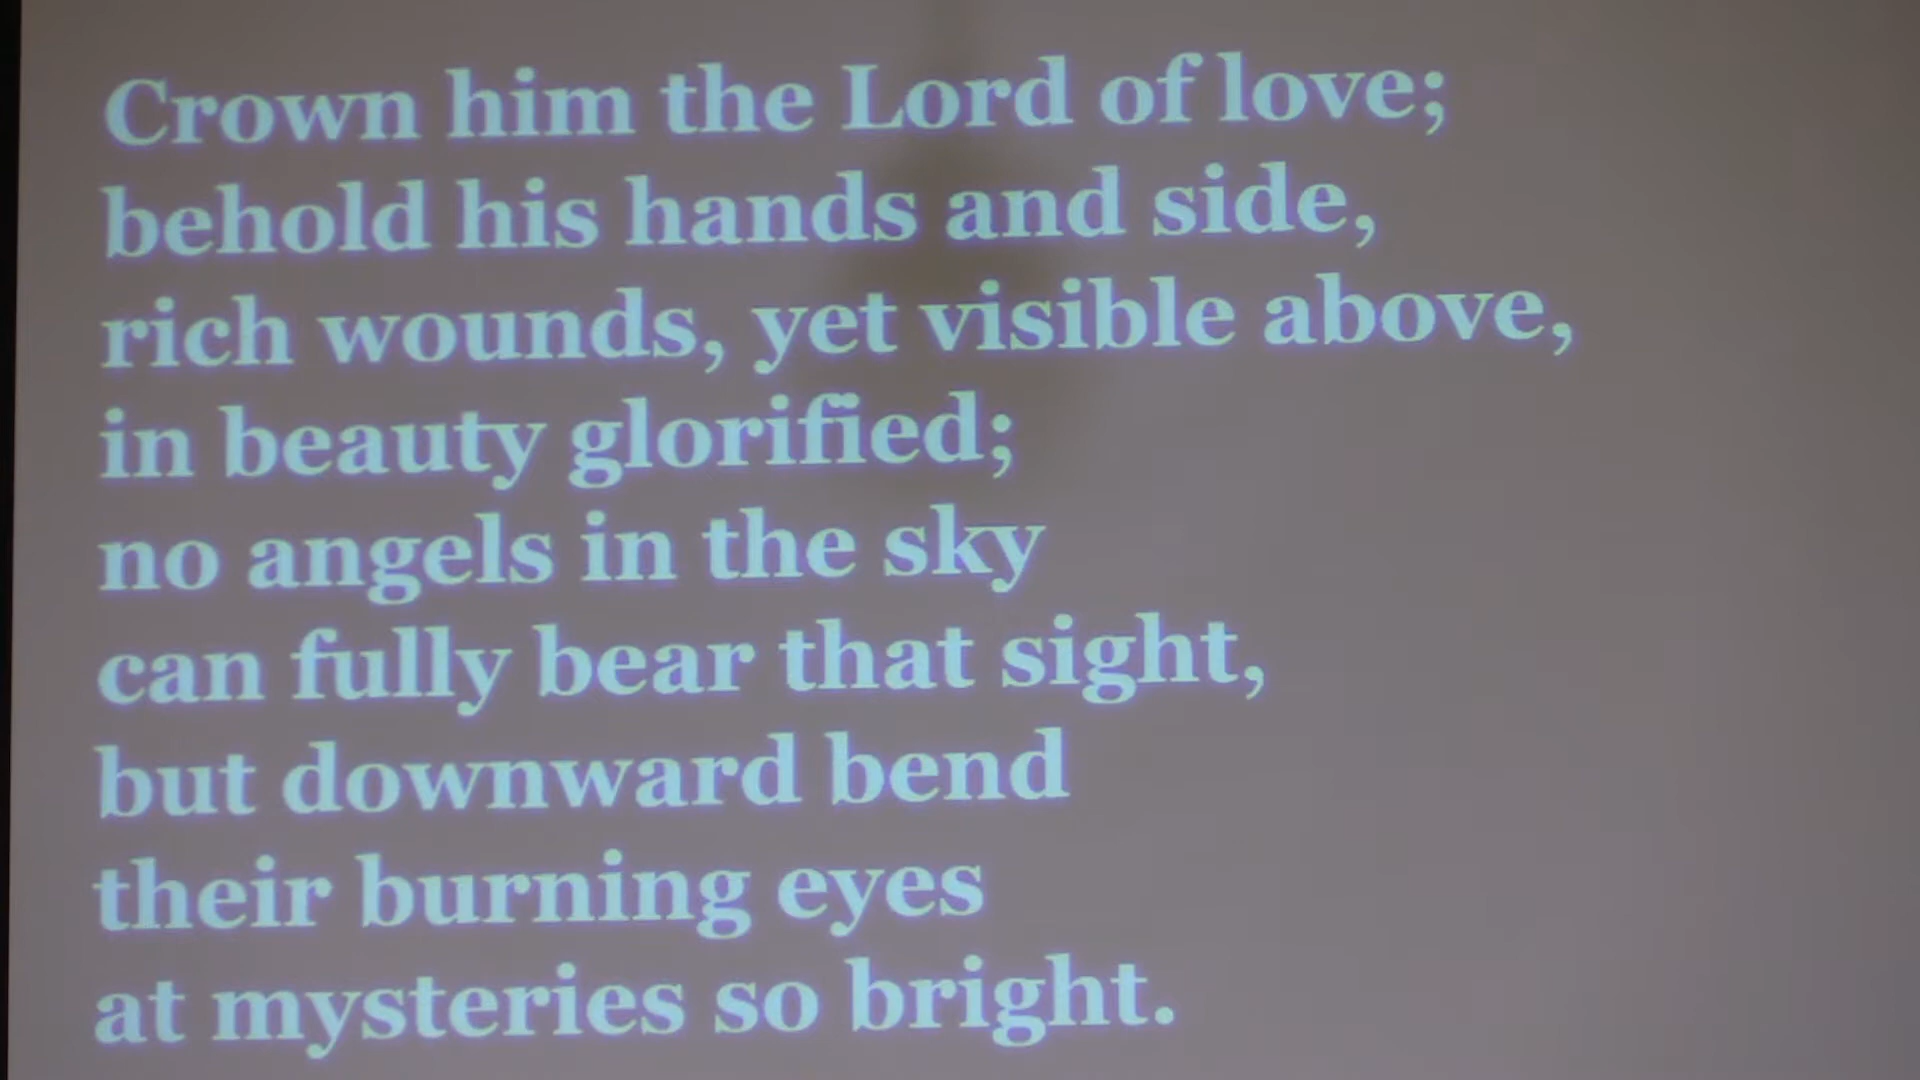 Crown him the Lord of love;
behold his hands and side,
rich wounds, yet visible above,
in beauty glorified;
no angels in the sky
can fully bear that sight,
but downward bend
their burning eyes
at mysteries so bright.